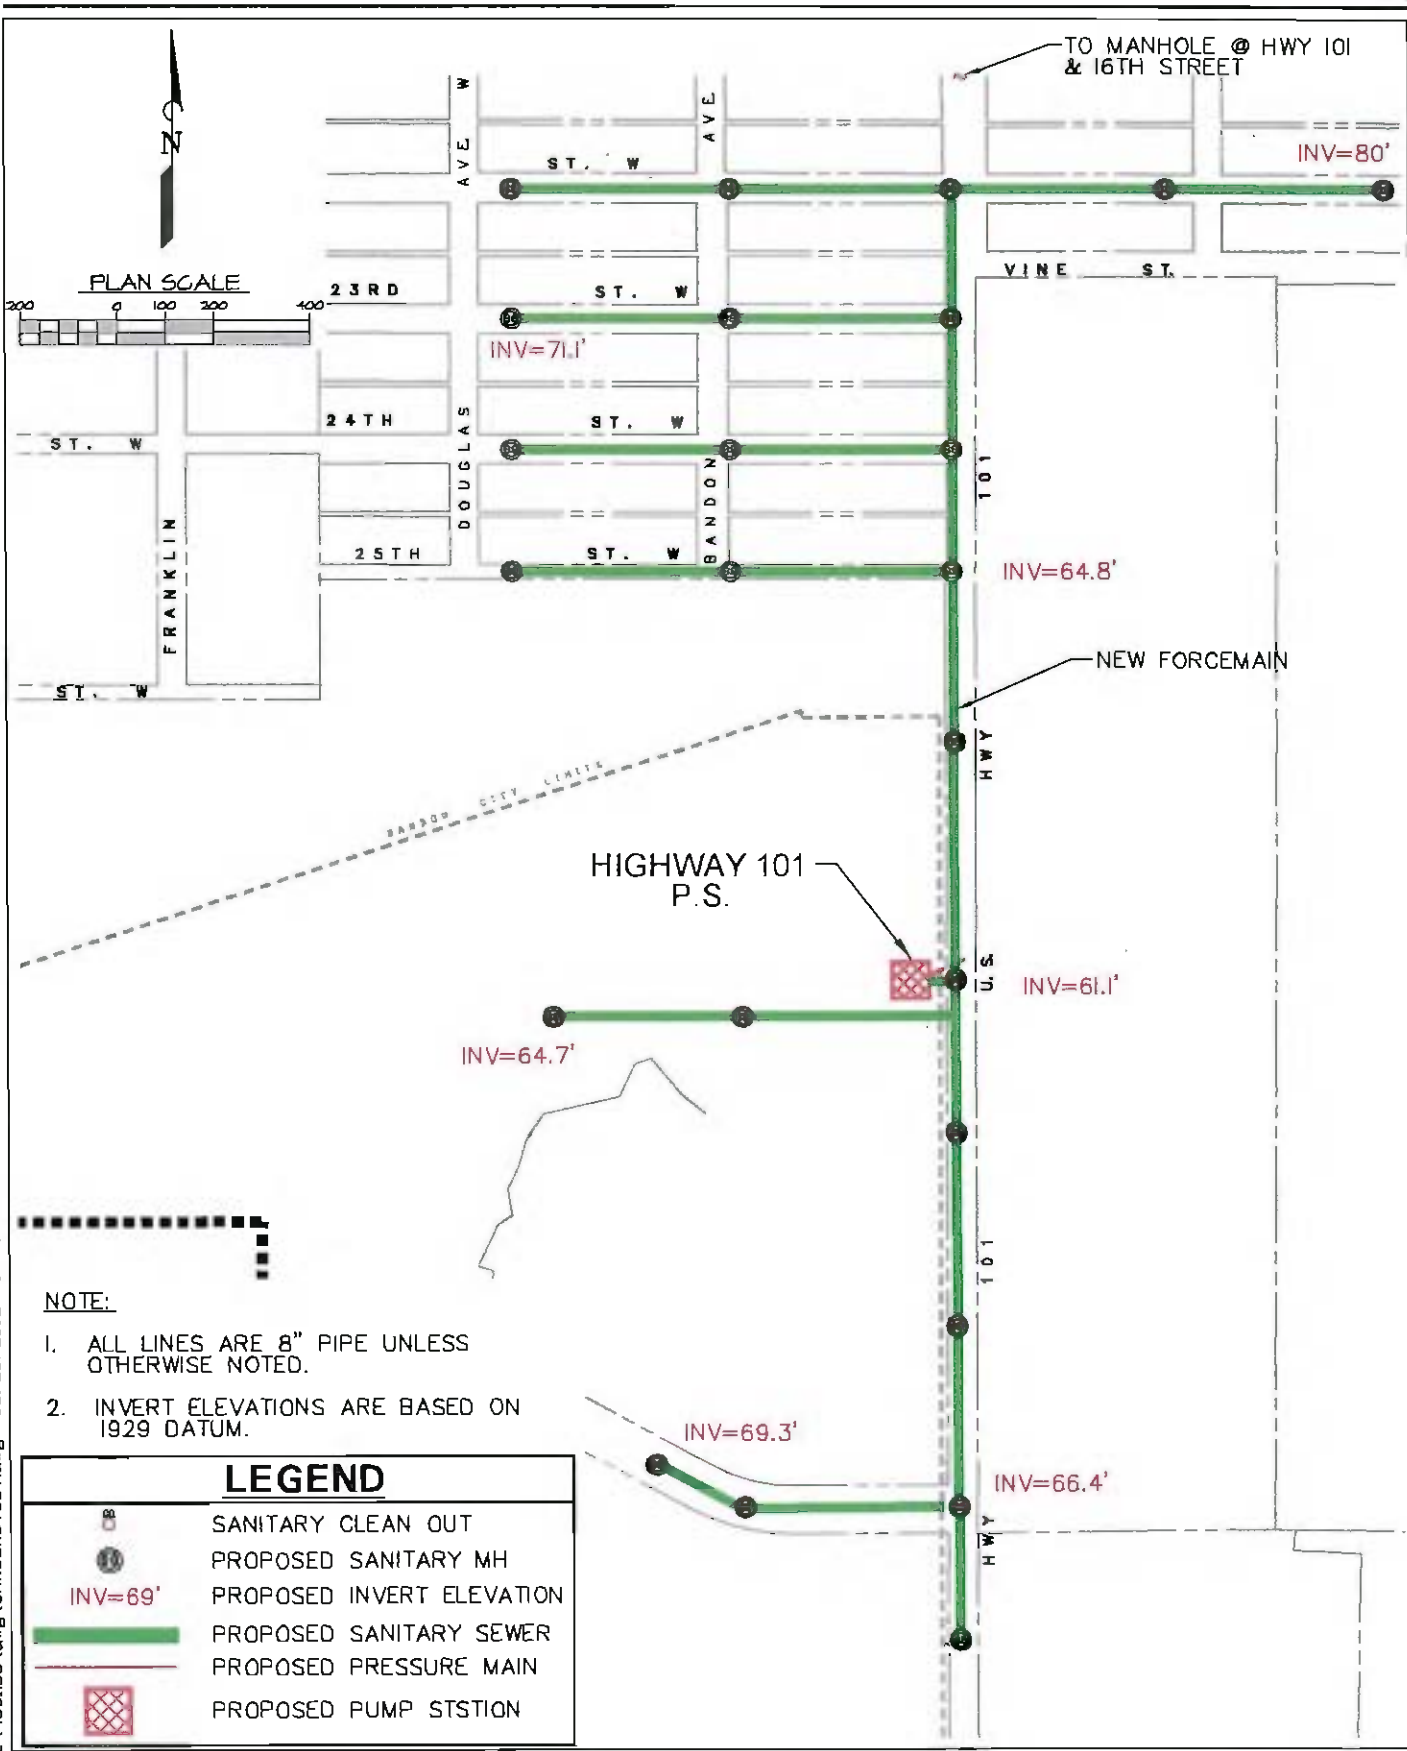 TO MANHOLE @ HWY 101
& 16TH STREET
N
AVE W
AVE
ST. W
INV=80'
VINE ST.
PLAN SCALE
200 0 100 200 400
23RD ST. W
INV=71.1'
24TH ST. W
ST. W
DOUGLAS
BANDON
101
25TH ST. W
FRANKLIN
INV=64.8'
NEW FORCEMAIN
ST. W
HWY
BANDON CITY LIMITS
HIGHWAY 101
P.S.
U.S.
INV=61.1'
INV=64.7'
101
NOTE:
1. ALL LINES ARE 8" PIPE UNLESS
OTHERWISE NOTED.
2. INVERT ELEVATIONS ARE BASED ON
1929 DATUM.
INV=69.3'
INV=66.4'
HWY
LEGEND
SANITARY CLEAN OUT
PROPOSED SANITARY MH
INV=69' PROPOSED INVERT ELEVATION
PROPOSED SANITARY SEWER
PROPOSED PRESSURE MAIN
PROPOSED PUMP STSTION